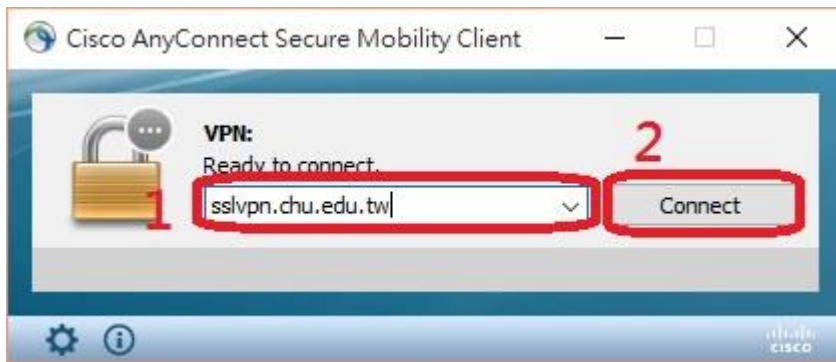 Cisco AnyConnect Secure Mobility Client
VPN:
Ready to connect.
2
1
sslvpn.chu.edu.tw
Connect
cisco